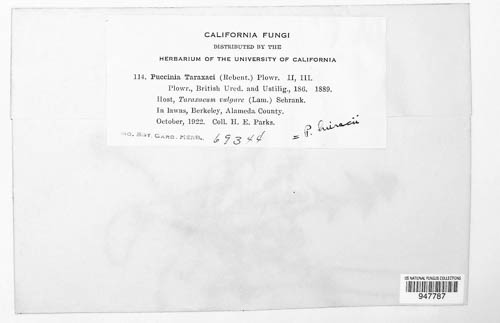 CALIFORNIA FUNGI
DISTRIBUTED BY THE
HERBARIUM OF THE UNIVERSITY OF CALIFORNIA
114. Puccinia Taraxaci (Rebent.) Plowr. II, III.
Plowr., British Ured. and Ustilig., 186. 1889.
Host, Taraxacum vulgare (Lam.) Schrank.
In lawns, Berkeley, Alameda County.
October, 1922. Coll. H. E. Parks.
MO. BOT. GARD. HERB. 69344
= P. hieracii
US NATIONAL FUNGUS COLLECTIONS
947787